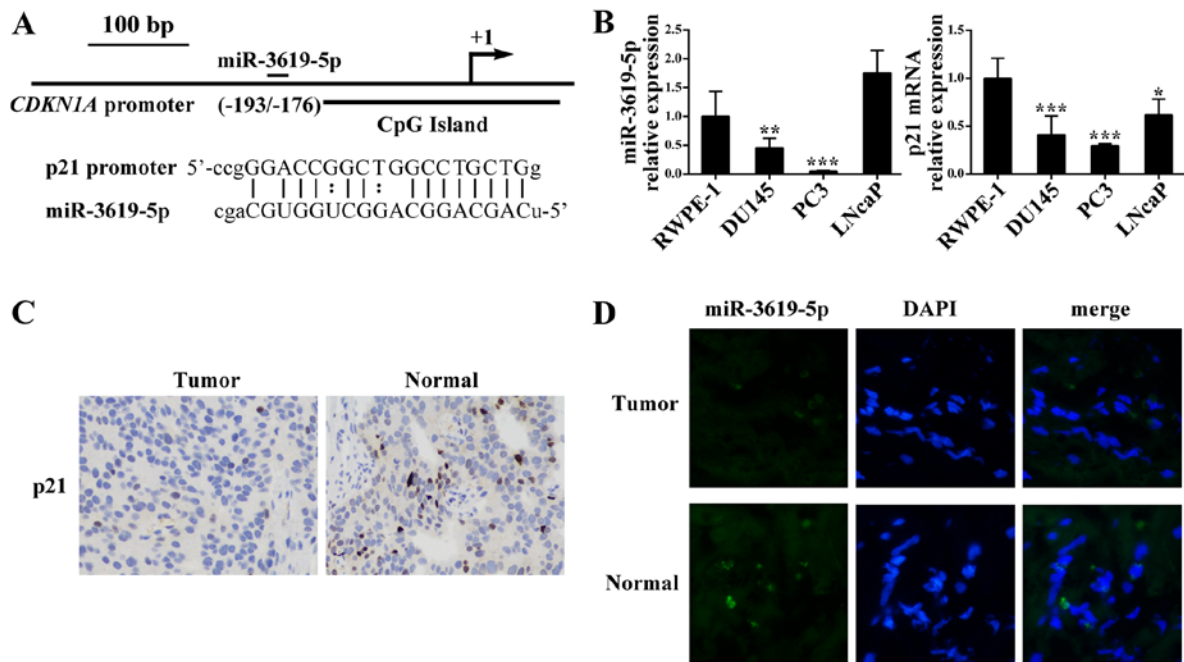 A
100 bp
miR-3619-5p
+1
CDKN1A promoter
(-193/-176)
CpG Island
p21 promoter 5'-ccgGGACCGGCTGGCCTGCTGg
miR-3619-5p cgaCGUGGUCGGACGGACGACu-5'
B
miR-3619-5p
relative expression
2.5
2.0
1.5
1.0
0.5
0.0
**
***
RWPE-1
DU145
PC3
LNcaP
p21 mRNA
relative expression
1.5
1.0
0.5
0.0
***
***
*
RWPE-1
DU145
PC3
LNcaP
C
Tumor
Normal
p21
D
miR-3619-5p
DAPI
merge
Tumor
Normal